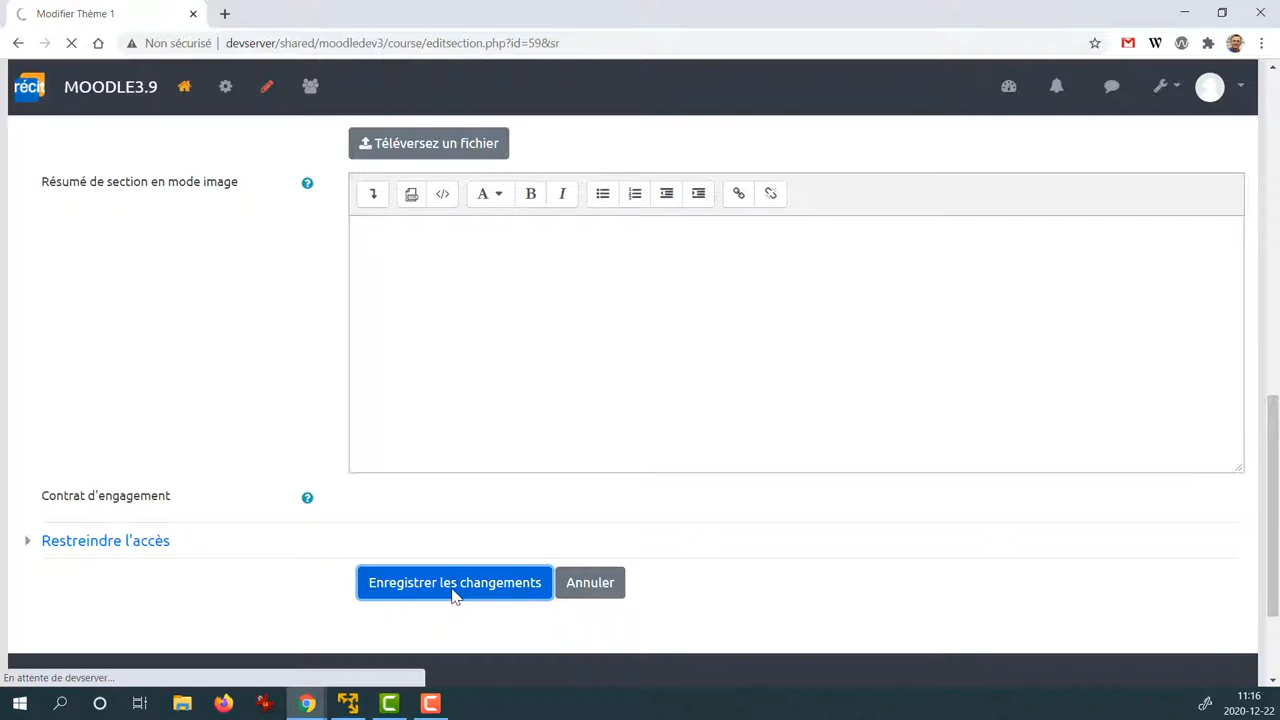 Modifier Thème 1
Non sécurisé devserver/shared/moodledev3/course/editsection.php?id=59&sr
récit MOODLE3.9
Téléversez un fichier
Résumé de section en mode image
A B I
Contrat d'engagement
Restreindre l'accès
Enregistrer les changements Annuler
En attente de devserver...
11:16
2020-12-22